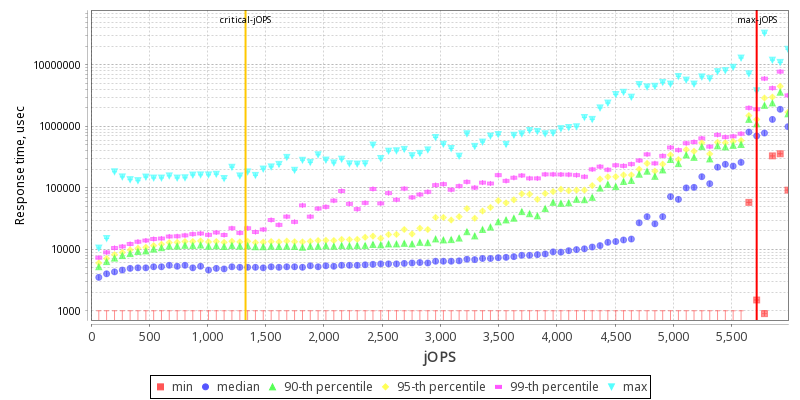 critical-jOPS
max-jOPS
Response time, usec
10000000
1000000
100000
10000
1000
0
500
1,000
1,500
2,000
2,500
3,000
3,500
4,000
4,500
5,000
5,500
jOPS
min
median
90-th percentile
95-th percentile
99-th percentile
max